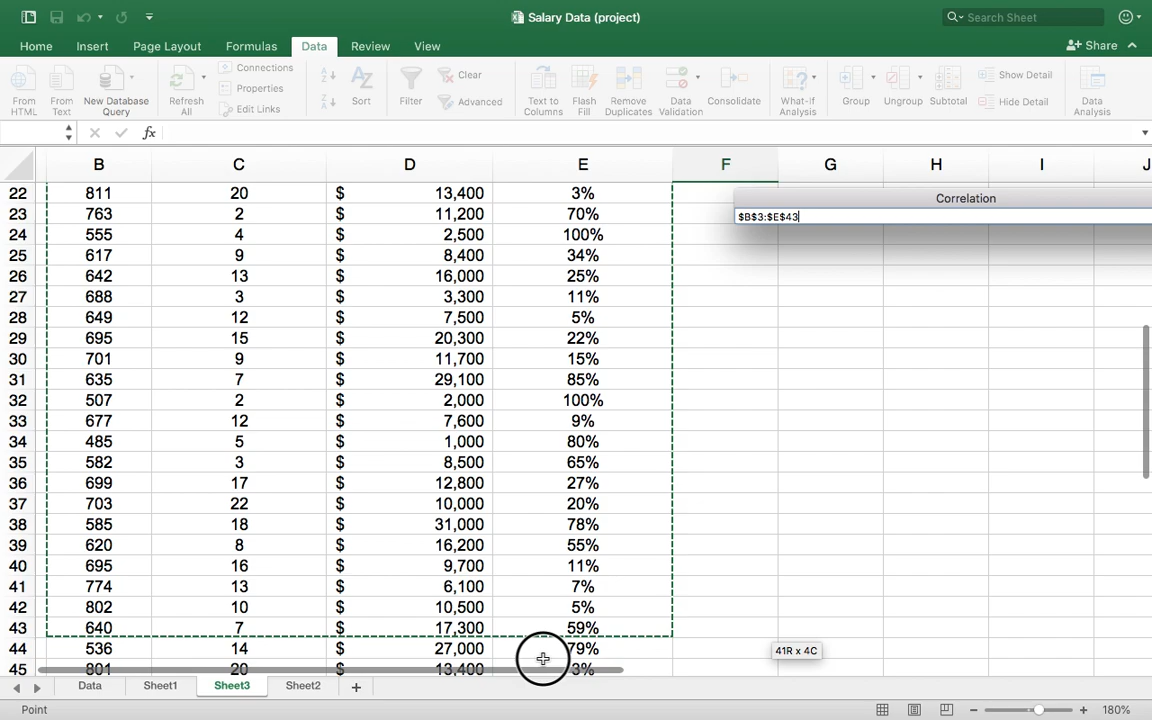 Salary Data (project)
Search Sheet
Home Insert Page Layout Formulas Data Review View
Share
From HTML
From Text
New Database Query
Refresh All
Connections
Properties
Edit Links
Sort
Filter
Clear
Advanced
Text to Columns
Flash Fill
Remove Duplicates
Data Validation
Consolidate
What-If Analysis
Group
Ungroup
Subtotal
Show Detail
Hide Detail
Data Analysis
fx
B C D E F G H I J
Correlation
$B$3:$E$43
22 811 20 $ 13,400 3%
23 763 2 $ 11,200 70%
24 555 4 $ 2,500 100%
25 617 9 $ 8,400 34%
26 642 13 $ 16,000 25%
27 688 3 $ 3,300 11%
28 649 12 $ 7,500 5%
29 695 15 $ 20,300 22%
30 701 9 $ 11,700 15%
31 635 7 $ 29,100 85%
32 507 2 $ 2,000 100%
33 677 12 $ 7,600 9%
34 485 5 $ 1,000 80%
35 582 3 $ 8,500 65%
36 699 17 $ 12,800 27%
37 703 22 $ 10,000 20%
38 585 18 $ 31,000 78%
39 620 8 $ 16,200 55%
40 695 16 $ 9,700 11%
41 774 13 $ 6,100 7%
42 802 10 $ 10,500 5%
43 640 7 $ 17,300 59%
44 536 14 $ 27,000 79%
41R x 4C
45 801 20 $ 13,400 3%
Data Sheet1 Sheet3 Sheet2
Point
180%